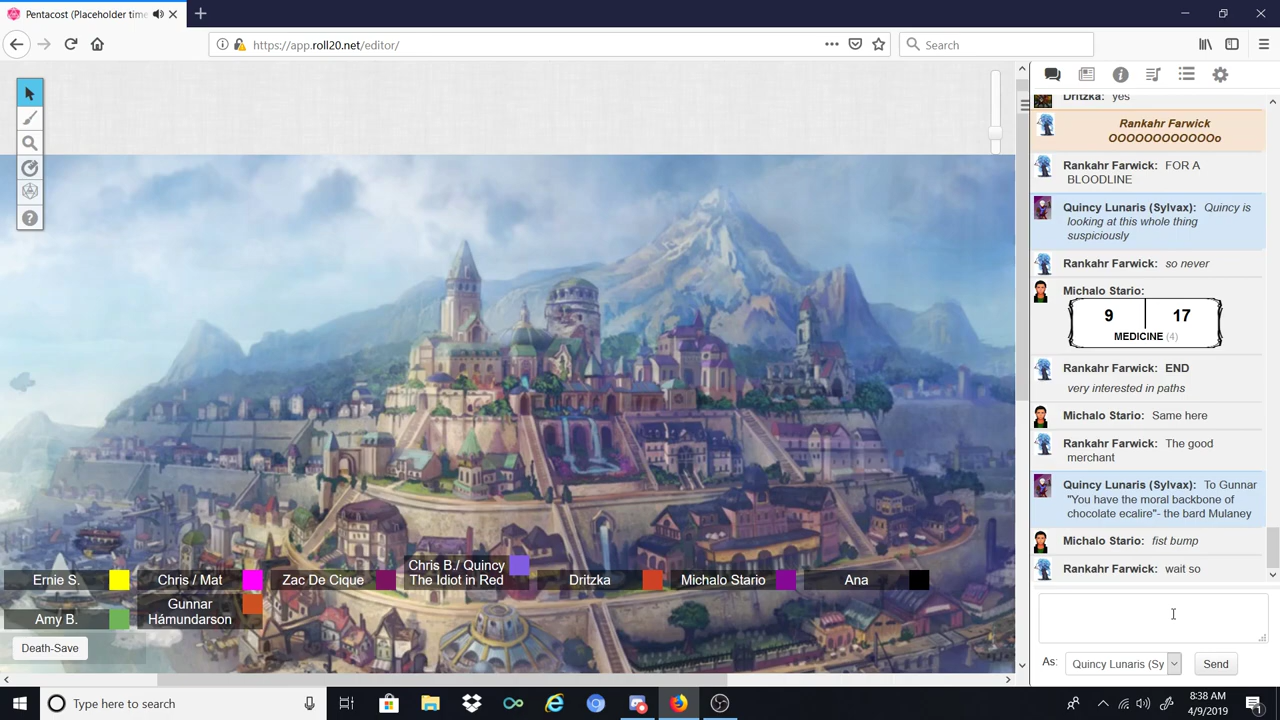 Pentacost (Placeholder time
https://app.roll20.net/editor/
Search
Dritzka: yes
Rankahr Farwick
OOOOOOOOOOOOo
Rankahr Farwick: FOR A
BLOODLINE
Quincy Lunaris (Sylvax): Quincy is
looking at this whole thing
suspiciously
Rankahr Farwick: so never
Michalo Stario:
9 17
MEDICINE (4)
Rankahr Farwick: END
very interested in paths
Michalo Stario: Same here
Rankahr Farwick: The good
merchant
Quincy Lunaris (Sylvax): To Gunnar
"You have the moral backbone of
chocolate ecalire"- the bard Mulaney
Michalo Stario: fist bump
Rankahr Farwick: wait so
Ernie S.
Chris / Mat
Zac De Cique
Chris B./ Quincy
The Idiot in Red
Dritzka
Michalo Stario
Ana
Amy B.
Gunnar
Hámundarson
Death-Save
As: Quincy Lunaris (Sy
Send
Type here to search
8:38 AM
4/9/2019
1